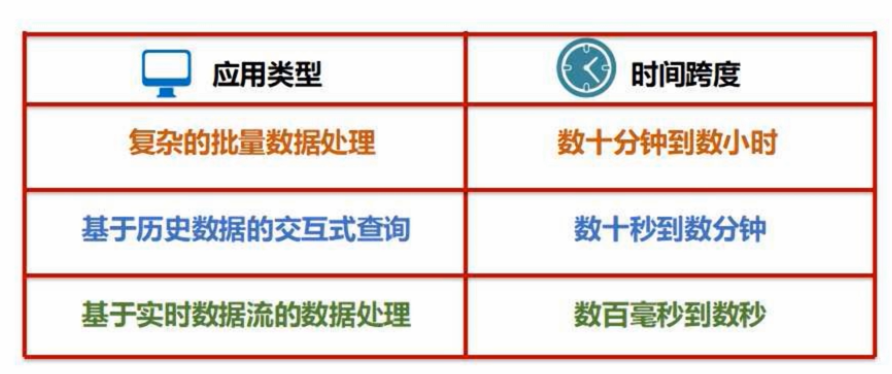 应用类型
时间跨度
复杂的批量数据处理
数十分钟到数小时
基于历史数据的交互式查询
数十秒到数分钟
基于实时数据流的数据处理
数百毫秒到数秒